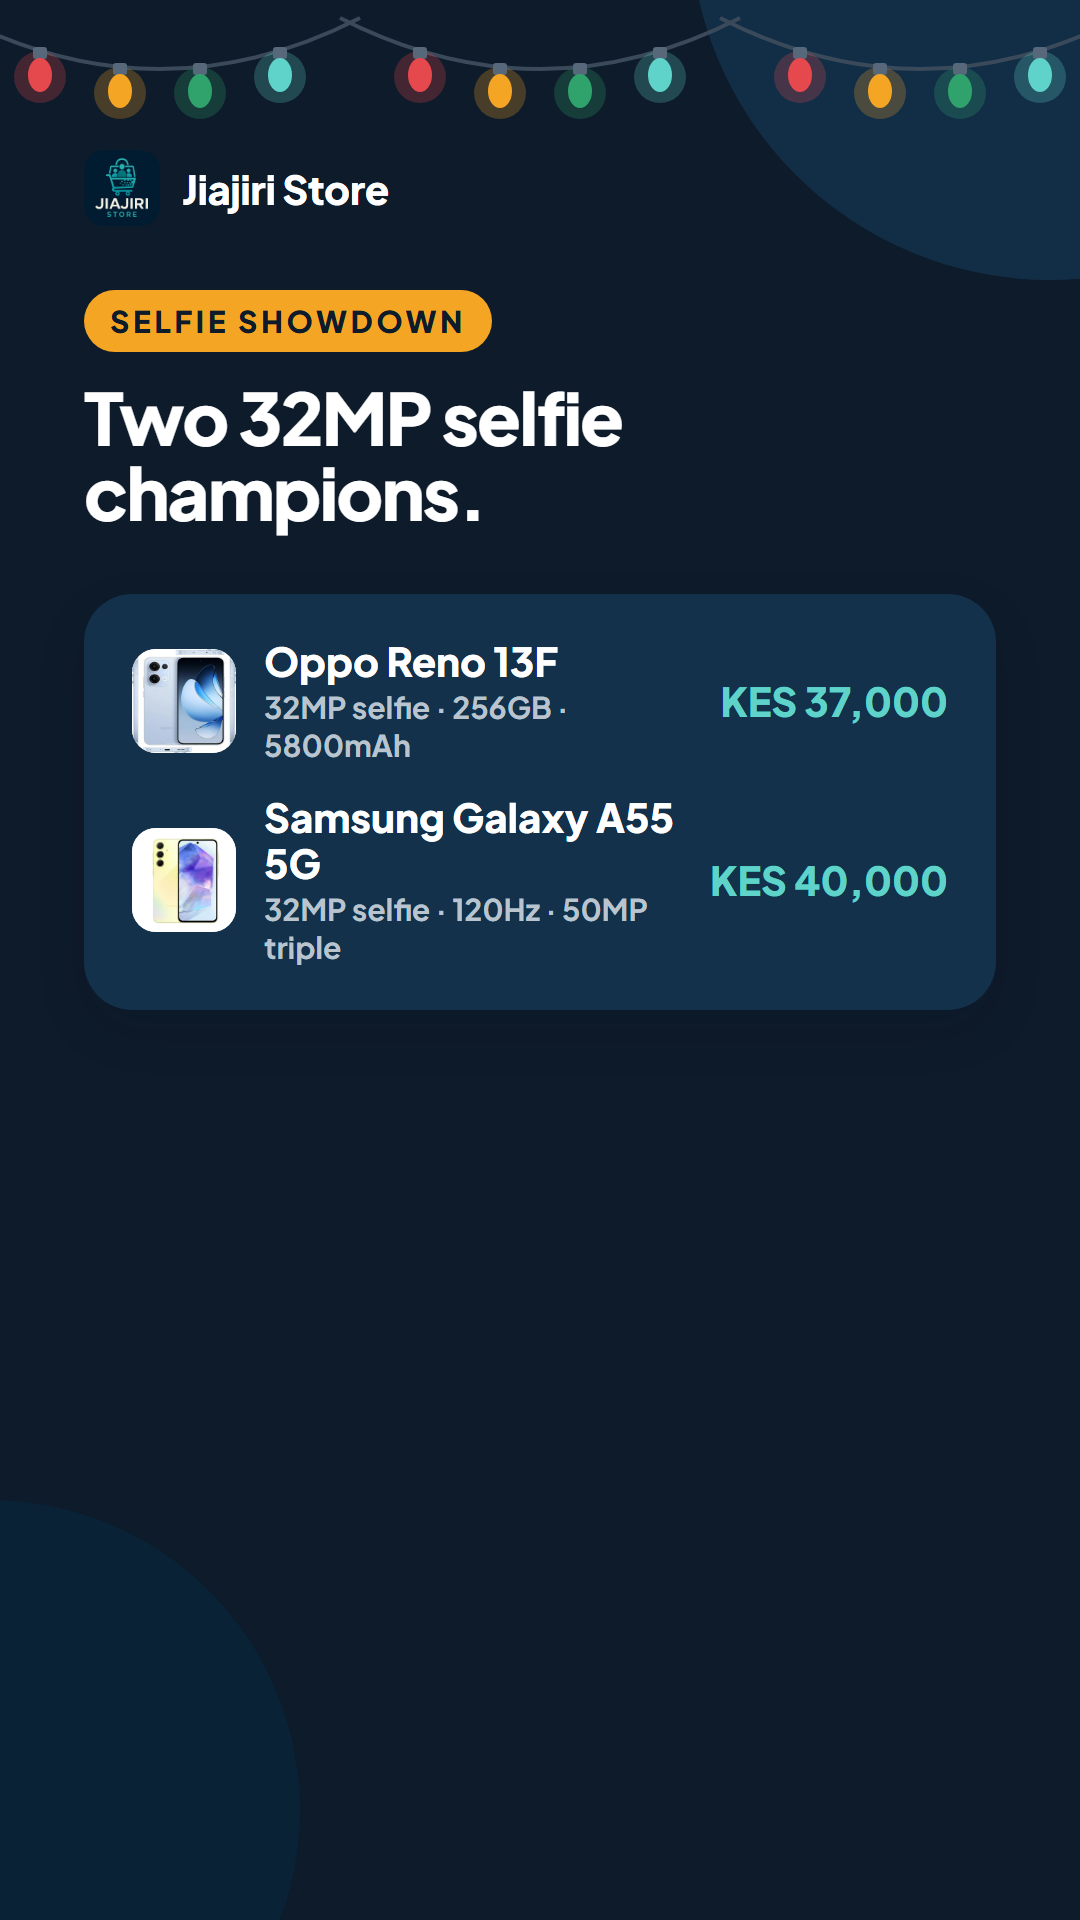 JIAJIRI
STORE
Jiajiri Store
SELFIE SHOWDOWN
Two 32MP selfie
champions.
Oppo Reno 13F
32MP selfie · 256GB ·
5800mAh
KES 37,000
Samsung Galaxy A55
5G
32MP selfie · 120Hz · 50MP
triple
KES 40,000